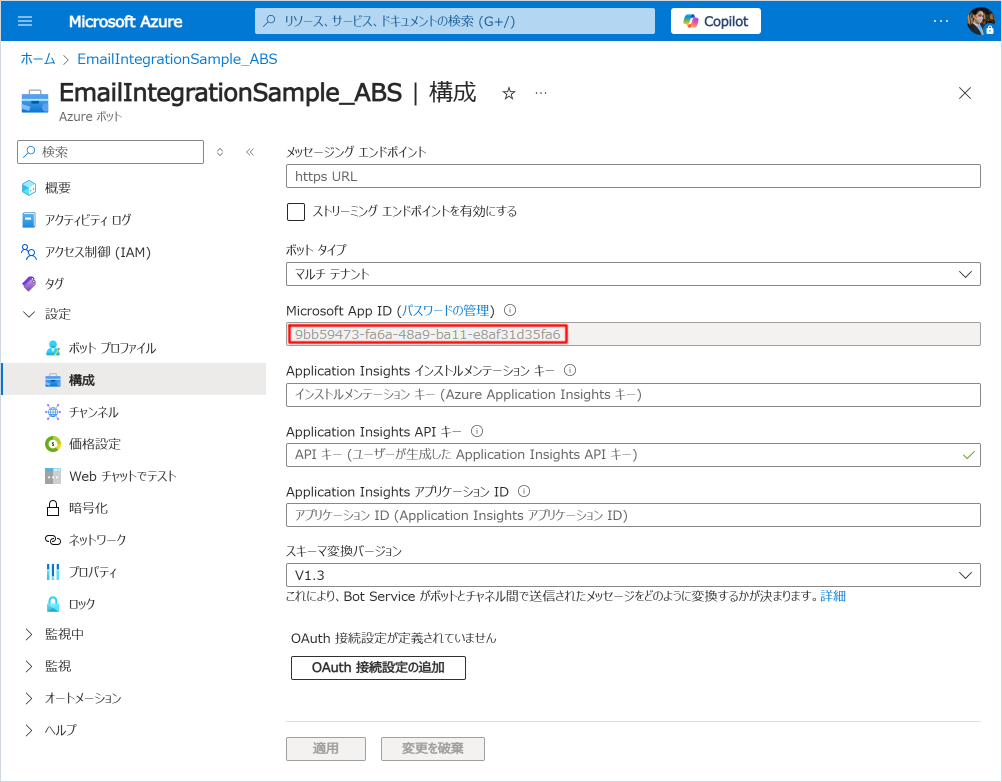 Microsoft Azure
リソース、サービス、ドキュメントの検索 (G+/)
Copilot
ホーム > EmailIntegrationSample_ABS
EmailIntegrationSample_ABS | 構成
Azure ボット
検索
概要
アクティビティ ログ
アクセス制御 (IAM)
タグ
設定
ボット プロファイル
構成
チャンネル
価格設定
Web チャットでテスト
暗号化
ネットワーク
プロパティ
ロック
監視中
監視
オートメーション
ヘルプ
メッセージング エンドポイント
https URL
ストリーミング エンドポイントを有効にする
ボット タイプ
マルチ テナント
Microsoft App ID (パスワードの管理)
9bb59473-fa6a-48a9-ba11-e8af31d35fa6
Application Insights インストルメンテーション キー
インストルメンテーション キー (Azure Application Insights キー)
Application Insights API キー
API キー (ユーザーが生成した Application Insights API キー)
Application Insights アプリケーション ID
アプリケーション ID (Application Insights アプリケーション ID)
スキーマ変換バージョン
V1.3
これにより、Bot Service がボットとチャネル間で送信されたメッセージをどのように変換するかが決まります。詳細
OAuth 接続設定が定義されていません
OAuth 接続設定の追加
適用
変更を破棄